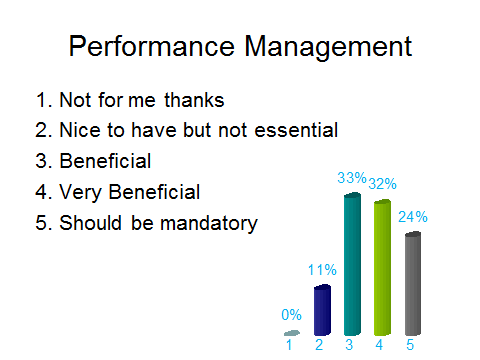 Performance Management
1. Not for me thanks
2. Nice to have but not essential
3. Beneficial
4. Very Beneficial
5. Should be mandatory
0% 11% 33% 32% 24%
1 2 3 4 5